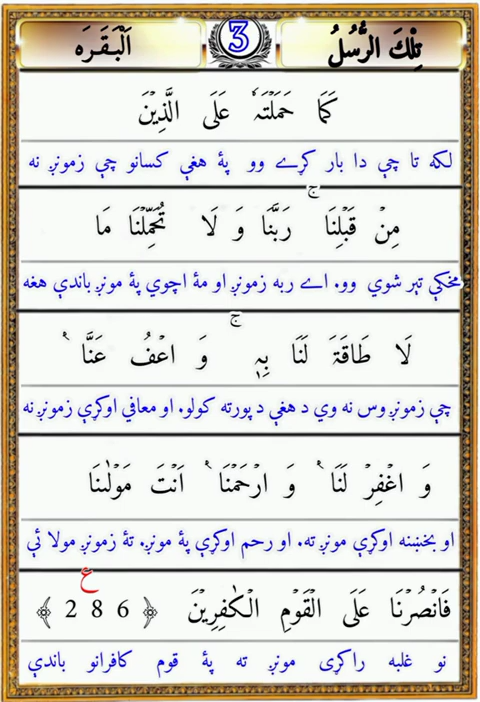 تِلْكَ الرُّسُلُ 3 اَلْبَقَرَه
كَمَا حَمَلْتَهٗ عَلَى الَّذِيْنَ
لکه تا چې دا بار کړے وو پۀ هغې کسانو چې زمونږ نه
مِنْ قَبْلِنَا ۚ رَبَّنَا وَ لَا تُحَمِّلْنَا مَا
مخکې تېر شوي وو. اے ربه زمونږ او مۀ اچوي پۀ مونږ باندې هغه
لَا طَاقَةَ لَنَا بِهٖ ۚ وَ اعْفُ عَنَّا ٝ
چې زمونږ وس نه وي د هغې د پورته کولو. او معافي اوکړې زمونږ نه
وَ اغْفِرْ لَنَا ٝ وَ ارْحَمْنَا ٝ اَنْتَ مَوْلٰىنَا
او بخښنه اوکړې مونږ ته. او رحم اوکړې پۀ مونږ. تۀ زمونږ مولا ئې
فَانْصُرْنَا عَلَى الْقَوْمِ الْكٰفِرِيْنَ ﴿286﴾ ع
نو غلبه راکړې مونږ ته پۀ قوم کافرانو باندې